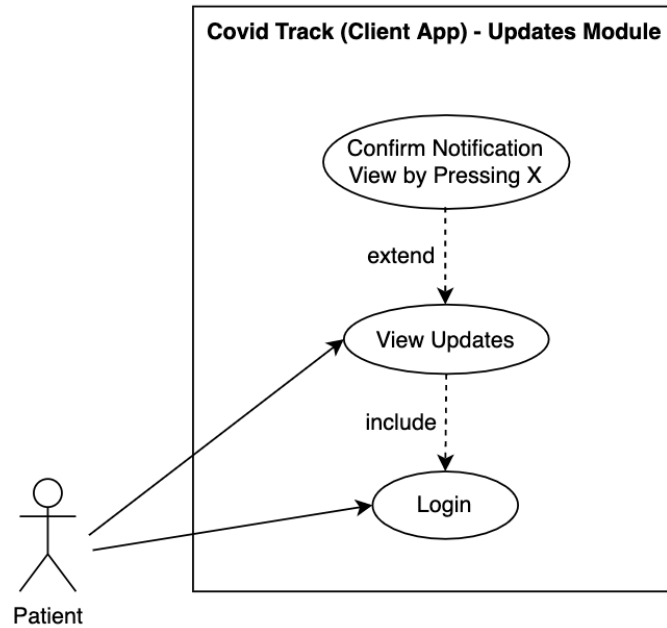 Covid Track (Client App) - Updates Module
Confirm Notification
View by Pressing X
extend
View Updates
include
Login
Patient